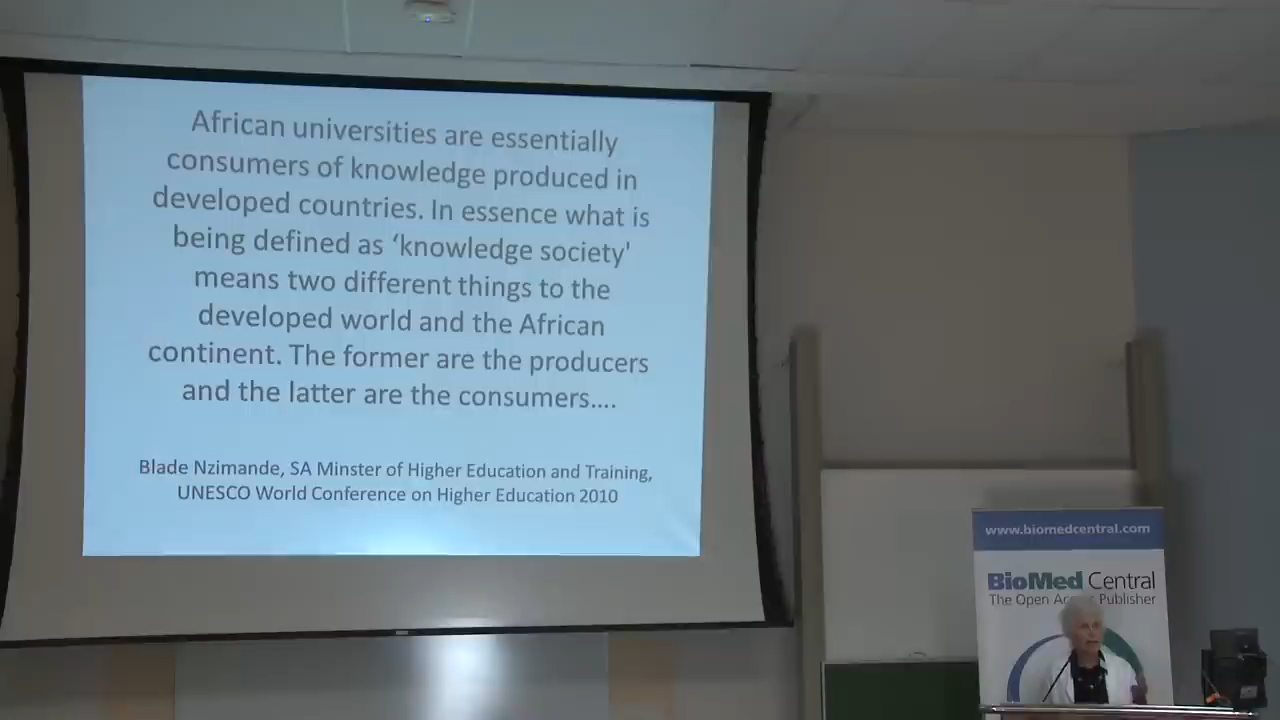 African universities are essentially
consumers of knowledge produced in
developed countries. In essence what is
being defined as ‘knowledge society'
means two different things to the
developed world and the African
continent. The former are the producers
and the latter are the consumers....
Blade Nzimande, SA Minster of Higher Education and Training,
UNESCO World Conference on Higher Education 2010
www.biomedcentral.com
BioMed Central
The Open Publisher